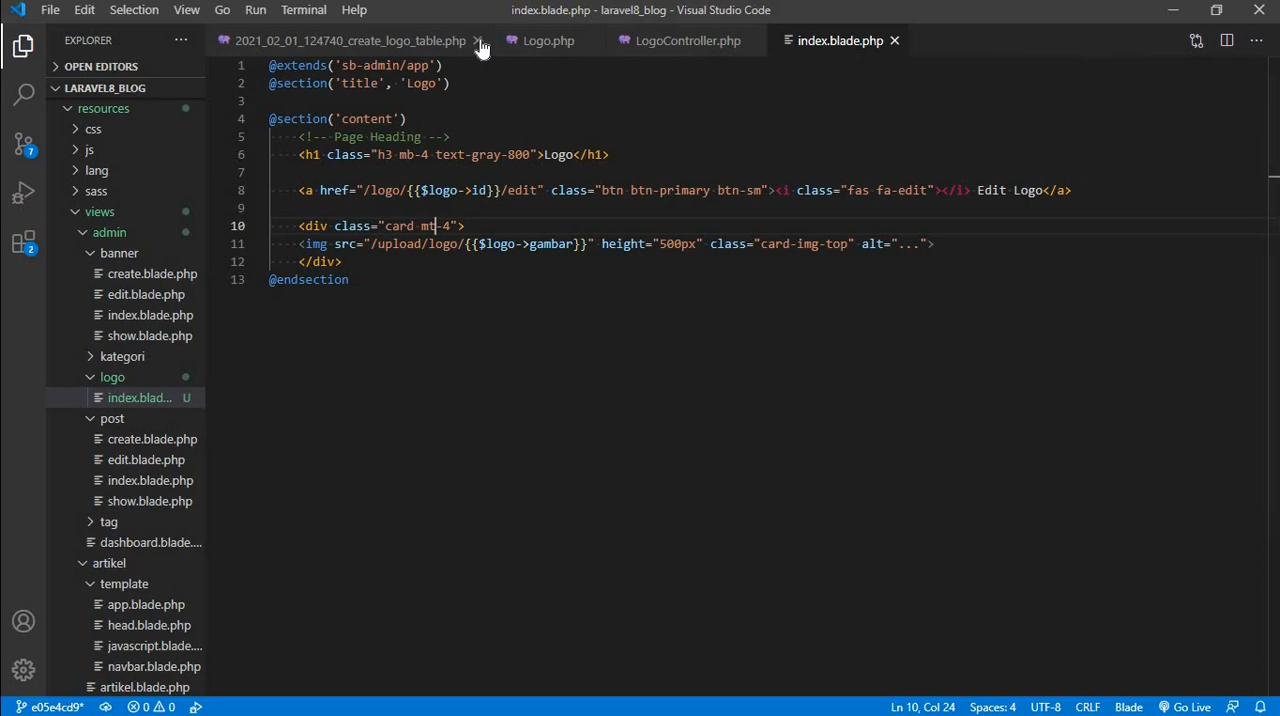 File Edit Selection View Go Run Terminal Help
index.blade.php - laravel8_blog - Visual Studio Code
EXPLORER
OPEN EDITORS
LARAVEL8_BLOG
resources
css
js
lang
sass
views
admin
banner
create.blade.php
edit.blade.php
index.blade.php
show.blade.php
kategori
logo
index.blad... U
post
create.blade.php
edit.blade.php
index.blade.php
show.blade.php
tag
dashboard.blade....
artikel
template
app.blade.php
head.blade.php
javascript.blade....
navbar.blade.php
artikel.blade.php
7
2
2021_02_01_124740_create_logo_table.php Logo.php LogoController.php index.blade.php
1 @extends('sb-admin/app')
2 @section('title', 'Logo')
3
4 @section('content')
5 <!-- Page Heading -->
6 <h1 class="h3 mb-4 text-gray-800">Logo</h1>
7
8 <a href="/logo/{{$logo->id}}/edit" class="btn btn-primary btn-sm"><i class="fas fa-edit"></i> Edit Logo</a>
9
10 <div class="card mt-4">
11 <img src="/upload/logo/{{$logo->gambar}}" height="500px" class="card-img-top" alt="...">
12 </div>
13 @endsection
e05e4cd9* 0 0 Ln 10, Col 24 Spaces: 4 UTF-8 CRLF Blade Go Live